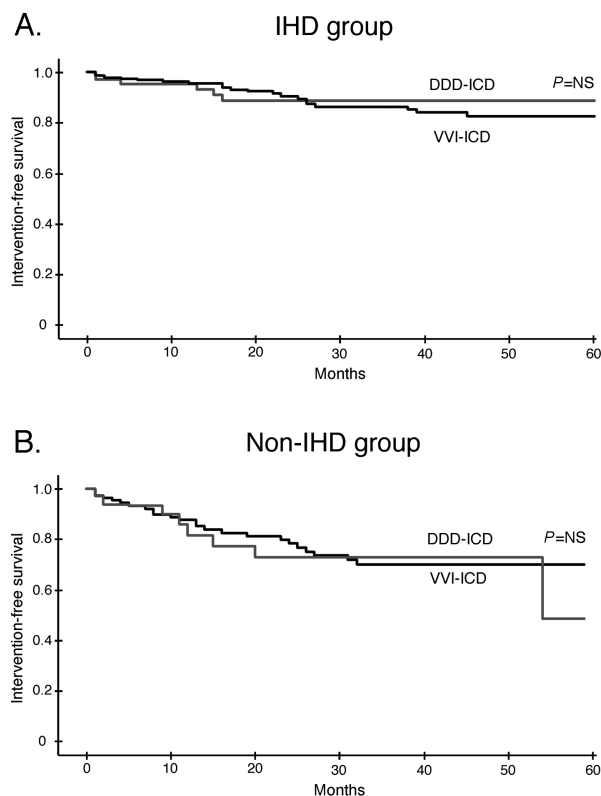 A.
IHD group
Intervention-free survival
1.0
0.8
0.6
0.4
0.2
0
DDD-ICD
P=NS
VVI-ICD
0 10 20 30 40 50 60
Months
B.
Non-IHD group
Intervention-free survival
1.0
0.8
0.6
0.4
0.2
0
DDD-ICD
P=NS
VVI-ICD
0 10 20 30 40 50 60
Months